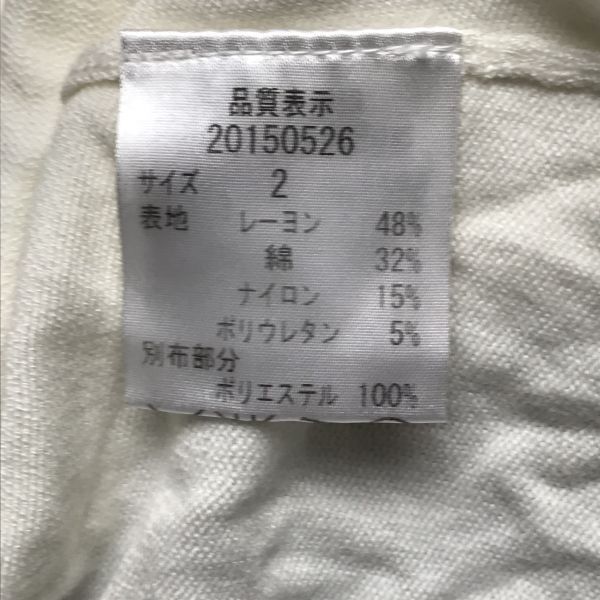 品質表示
20150526
サイズ 2
表地 レーヨン 48%
綿 32%
ナイロン 15%
ポリウレタン 5%
別布部分
ポリエステル 100%